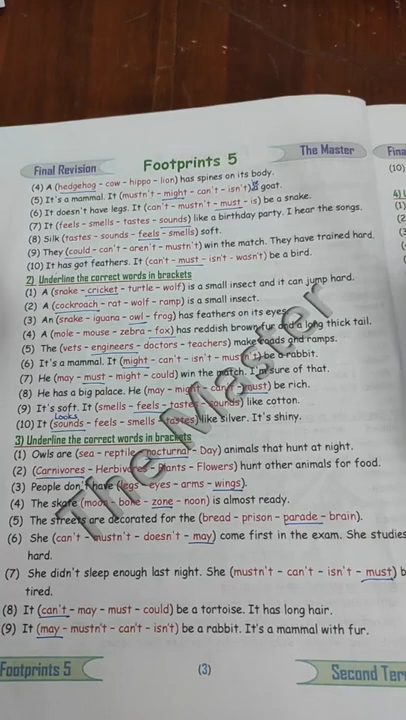 Final Revision
Footprints 5
The Master
Fina
(4) A (hedgehog - cow - hippo - lion) has spines on its body.
(10)
(5) It's a mammal. It (mustn't - might - can't - isn't) be goat.
(6) It doesn't have legs. It (can't - mustn't - must - is) be a snake.
(7) It (feels - smells - tastes - sounds) like a birthday party. I hear the songs.
(8) Silk (tastes - sounds - feels - smells) soft.
(9) They (could - can't - aren't - mustn't) win the match. They have trained hard.
(10) It has got feathers. It (can't - must - isn't - wasn't) be a bird.
4)
(1)
(2
(3
2) Underline the correct words in brackets
(1) A (snake - cricket - turtle - wolf) is a small insect and it can jump hard.
(2) A (cockroach - rat - wolf - ramp) is a small insect.
(3) An (snake - iguana - owl - frog) has feathers on its eyes.
(4) A (mole - mouse - zebra - fox) has reddish brown fur and a long thick tail.
(5) The (vets - engineers - doctors - teachers) make roads and ramps.
(6) It's a mammal. It (might - can't - isn't - mustn't) be a rabbit.
(7) He (may - must - might - could) win the match. I'm sure of that.
(8) He has a big palace. He (may - might - can't - must) be rich.
(9) It's soft. It (smells - feels - tastes - sounds) like cotton.
looks
(10) It (sounds - feels - smells - tastes) like silver. It's shiny.
3) Underline the correct words in brackets
(1) Owls are (sea - reptile - nocturnal - Day) animals that hunt at night.
(2) (Carnivores - Herbivores - Plants - Flowers) hunt other animals for food.
(3) People don't have (legs - eyes - arms - wings).
(4) The skate (moon - bone - zone - noon) is almost ready.
(5) The streets are decorated for the (bread - prison - parade - brain).
(6) She (can't - mustn't - doesn't - may) come first in the exam. She studies
hard.
(7) She didn't sleep enough last night. She (mustn't - can't - isn't - must) b
tired.
(8) It (can't - may - must - could) be a tortoise. It has long hair.
(9) It (may - mustn't - can't - isn't) be a rabbit. It's a mammal with fur.
The Master
Footprints 5
(3)
Second Ter